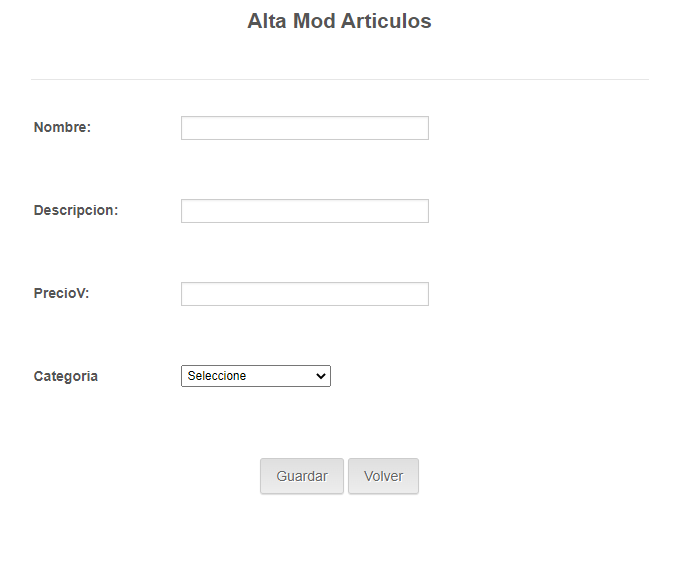 Alta Mod Articulos
Nombre:
Descripcion:
PrecioV:
Categoria Seleccione
Guardar Volver